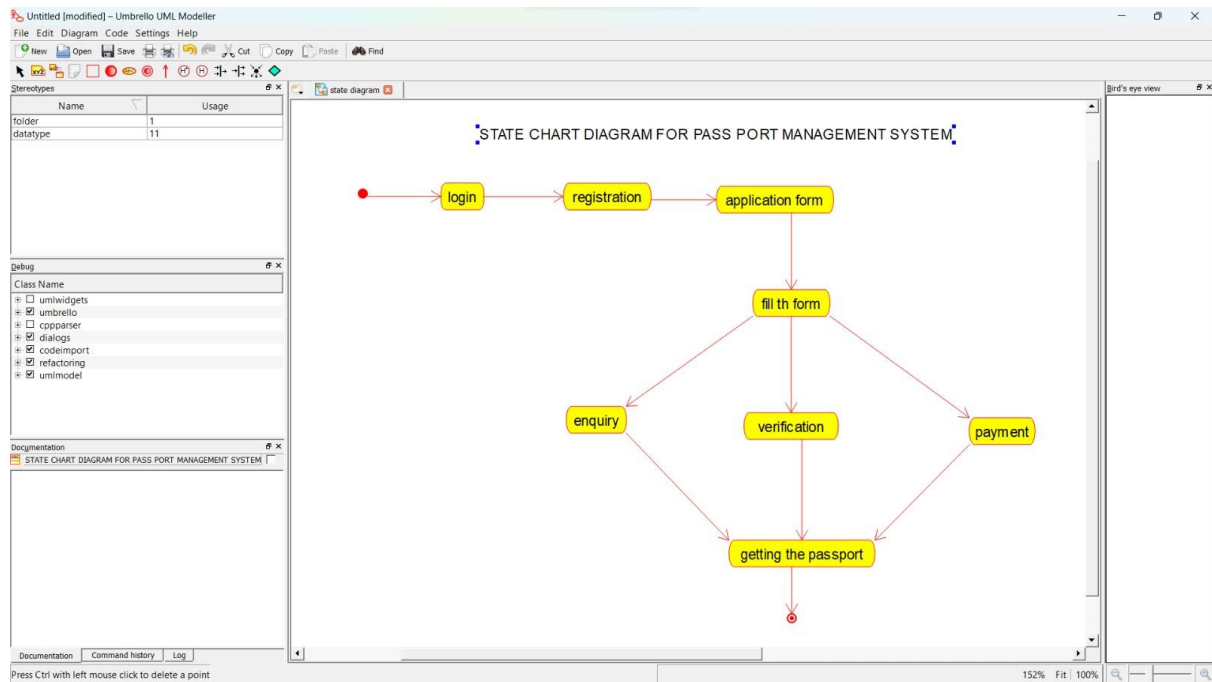 Untitled [modified] – Umbrello UML Modeller
File Edit Diagram Code Settings Help
New Open Save Cut Copy Paste Find
Stereotypes
state diagram
Bird's eye view
Name Usage
folder 1
datatype 11
STATE CHART DIAGRAM FOR PASS PORT MANAGEMENT SYSTEM
login
registration
application form
Debug
Class Name
umlwidgets
umbrello
cppparser
dialogs
codeimport
refactoring
umlmodel
fill th form
enquiry
verification
payment
Documentation
STATE CHART DIAGRAM FOR PASS PORT MANAGEMENT SYSTEM
getting the passport
Documentation Command history Log
Press Ctrl with left mouse click to delete a point
152% Fit 100%